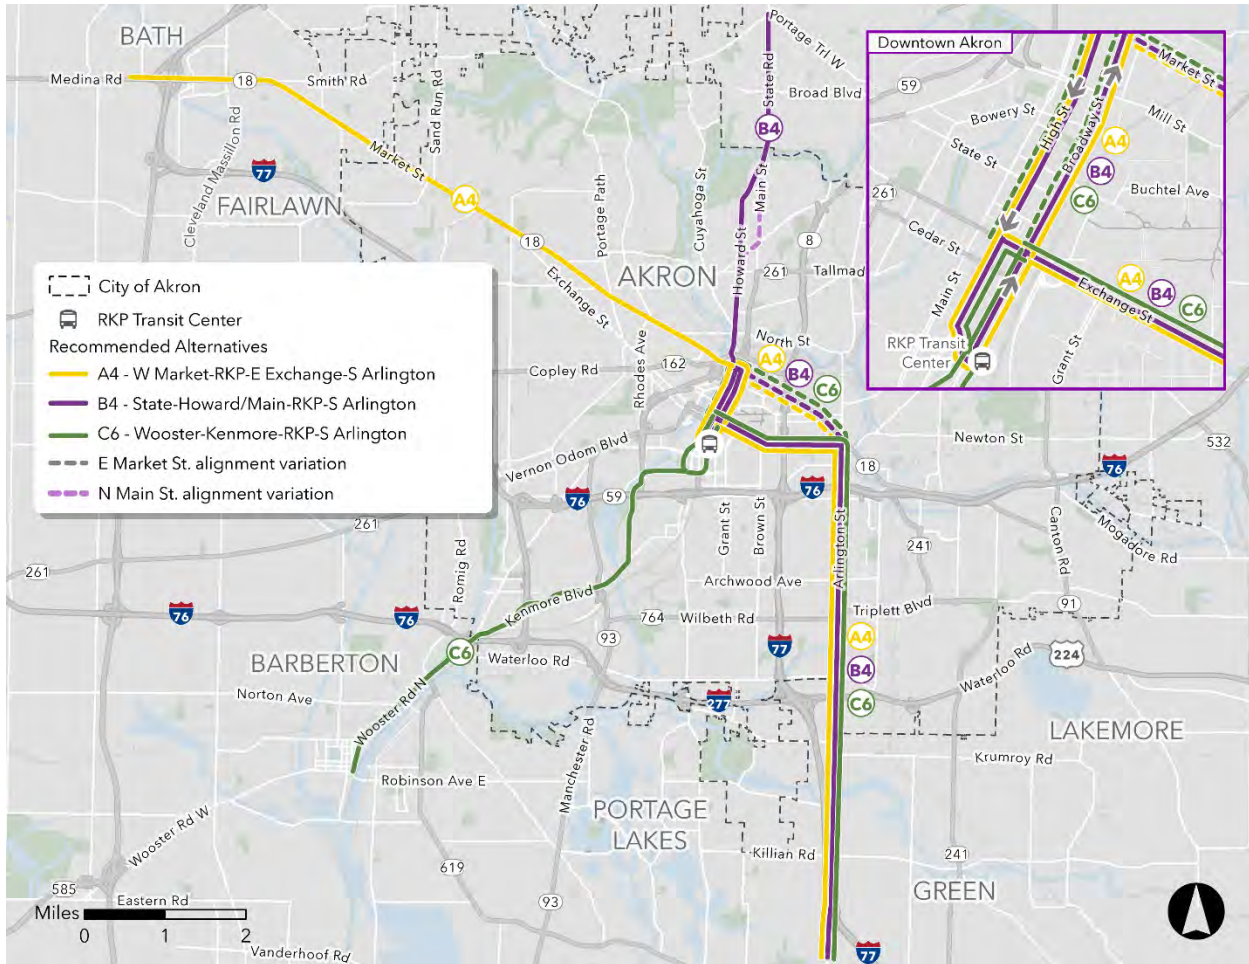 BATH
Medina Rd
18
Smith Rd
Sand Run Rd
Cleveland Massillon Rd
77
FAIRLAWN
Market St
A4
18
Exchange St
Portage Path
Cuyahoga St
Portage Trl W
State Rd
Broad Blvd
B4
Main St
Howard St
8
261
Tallmad
AKRON
North St
Rhodes Ave
Copley Rd
162
A4
B4
C6
Downtown Akron
59
Bowery St
State St
High St
Broadway St
Market St
Mill St
A4
B4
C6
Buchtel Ave
261
Cedar St
Main St
RKP Transit
Center
Grant St
Exchange St
A4
B4
C6
City of Akron
RKP Transit Center
Recommended Alternatives
A4 - W Market-RKP-E Exchange-S Arlington
B4 - State-Howard/Main-RKP-S Arlington
C6 - Wooster-Kenmore-RKP-S Arlington
E Market St. alignment variation
N Main St. alignment variation
Vernon Odom Blvd
76
59
Newton St
532
18
76
76
Grant St
Brown St
Arlington St
241
Canton Rd
Mogadore Rd
261
261
Romig Rd
Archwood Ave
Kenmore Blvd
764
Wilbeth Rd
Triplett Blvd
91
76
76
93
77
A4
B4
C6
Waterloo Rd
224
C6
BARBERTON
Waterloo Rd
Norton Ave
Wooster Rd N
277
LAKEMORE
Manchester Rd
Krumroy Rd
Robinson Ave E
PORTAGE
LAKES
Wooster Rd W
Killian Rd
241
619
GREEN
585
Eastern Rd
93
Miles
0 1 2
Vanderhoof Rd
77